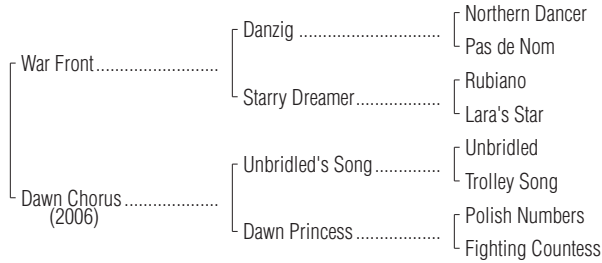 Northern Dancer
Danzig ................................
Pas de Nom
War Front ............................
Rubiano
Starry Dreamer ...................
Lara's Star
Unbridled
Unbridled's Song ...............
Trolley Song
Dawn Chorus .....................
(2006)
Polish Numbers
Dawn Princess ...................
Fighting Countess